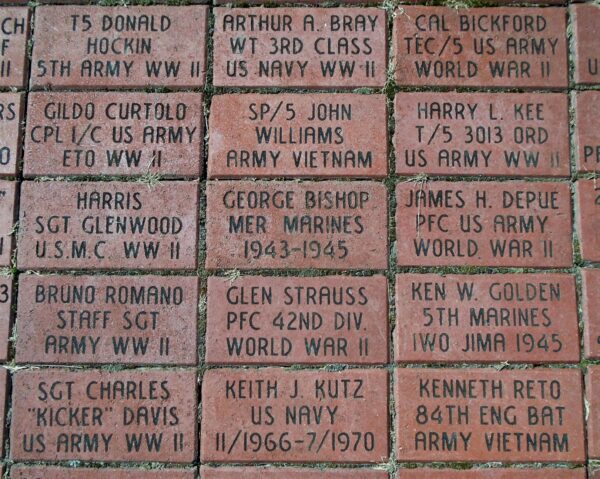 T5 DONALD
HOCKIN
5TH ARMY WW II
ARTHUR A. BRAY
WT 3RD CLASS
US NAVY WW II
CAL BICKFORD
TEC/5 US ARMY
WORLD WAR II
GILDO CURTOLO
CPL I/C US ARMY
ETO WW II
SP/5 JOHN
WILLIAMS
ARMY VIETNAM
HARRY L. KEE
T/5 3013 ORD
US ARMY WW II
HARRIS
SGT GLENWOOD
U.S.M.C. WW II
GEORGE BISHOP
MER MARINES
1943-1945
JAMES H. DEPUE
PFC US ARMY
WORLD WAR II
BRUNO ROMANO
STAFF SGT
ARMY WW II
GLEN STRAUSS
PFC 42ND DIV.
WORLD WAR II
KEN W. GOLDEN
5TH MARINES
IWO JIMA 1945
SGT CHARLES
"KICKER" DAVIS
US ARMY WW II
KEITH J. KUTZ
US NAVY
11/1966-7/1970
KENNETH RETO
84TH ENG BAT
ARMY VIETNAM